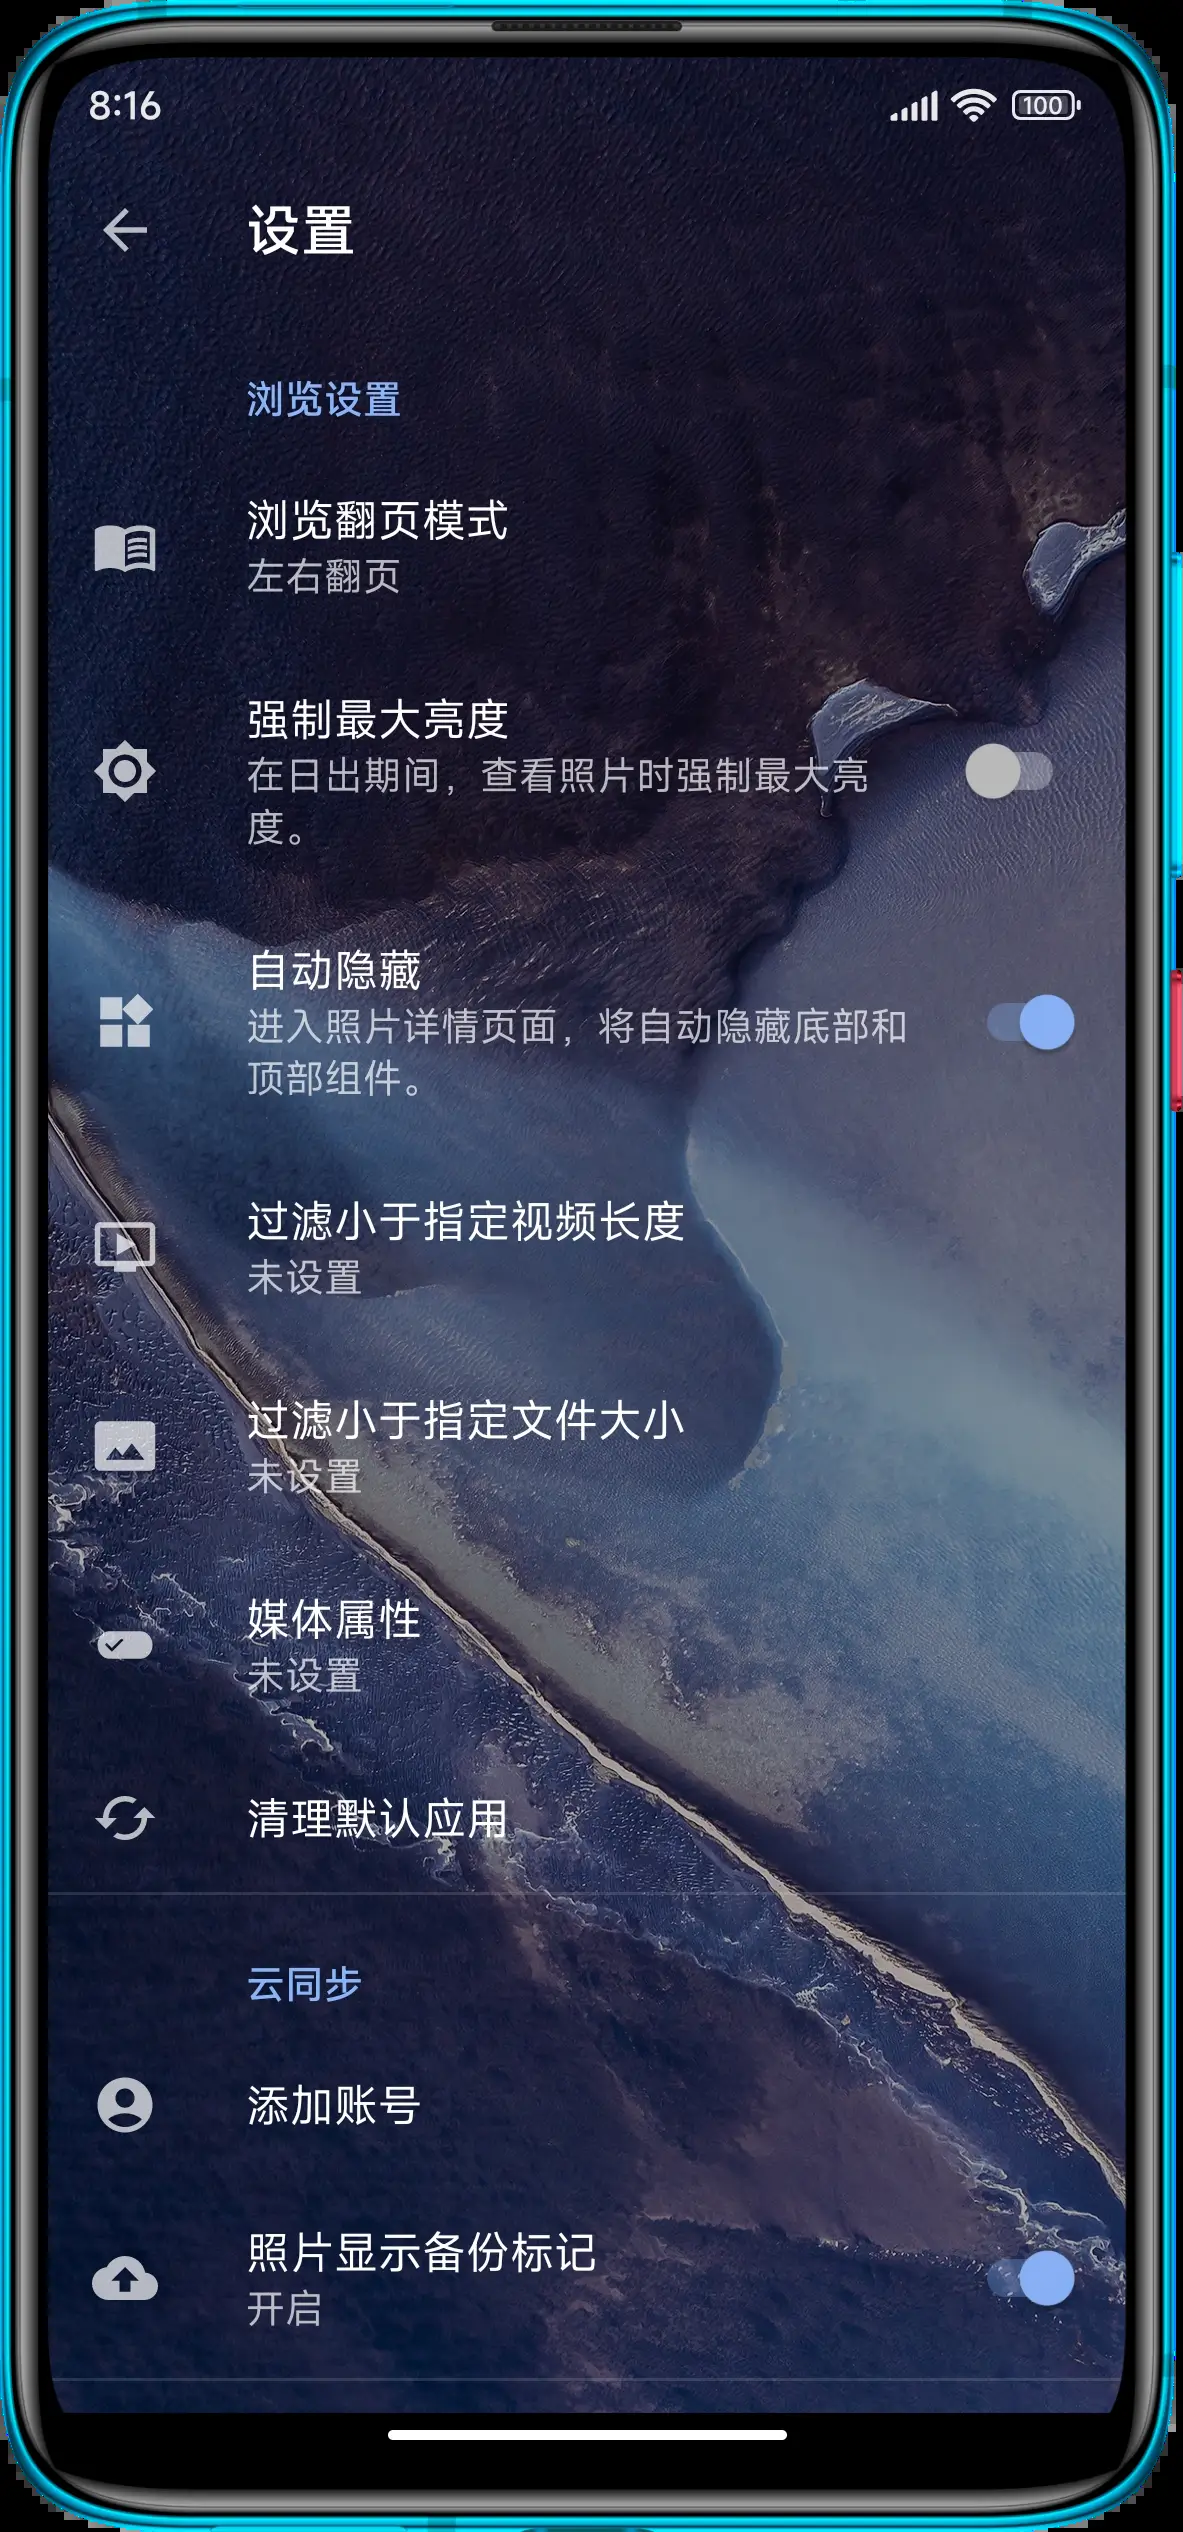 8:16
100
设置
浏览设置
浏览翻页模式
左右翻页
强制最大亮度
在日出期间，查看照片时强制最大亮
度。
自动隐藏
进入照片详情页面，将自动隐藏底部和
顶部组件。
过滤小于指定视频长度
未设置
过滤小于指定文件大小
未设置
媒体属性
未设置
清理默认应用
云同步
添加账号
照片显示备份标记
开启